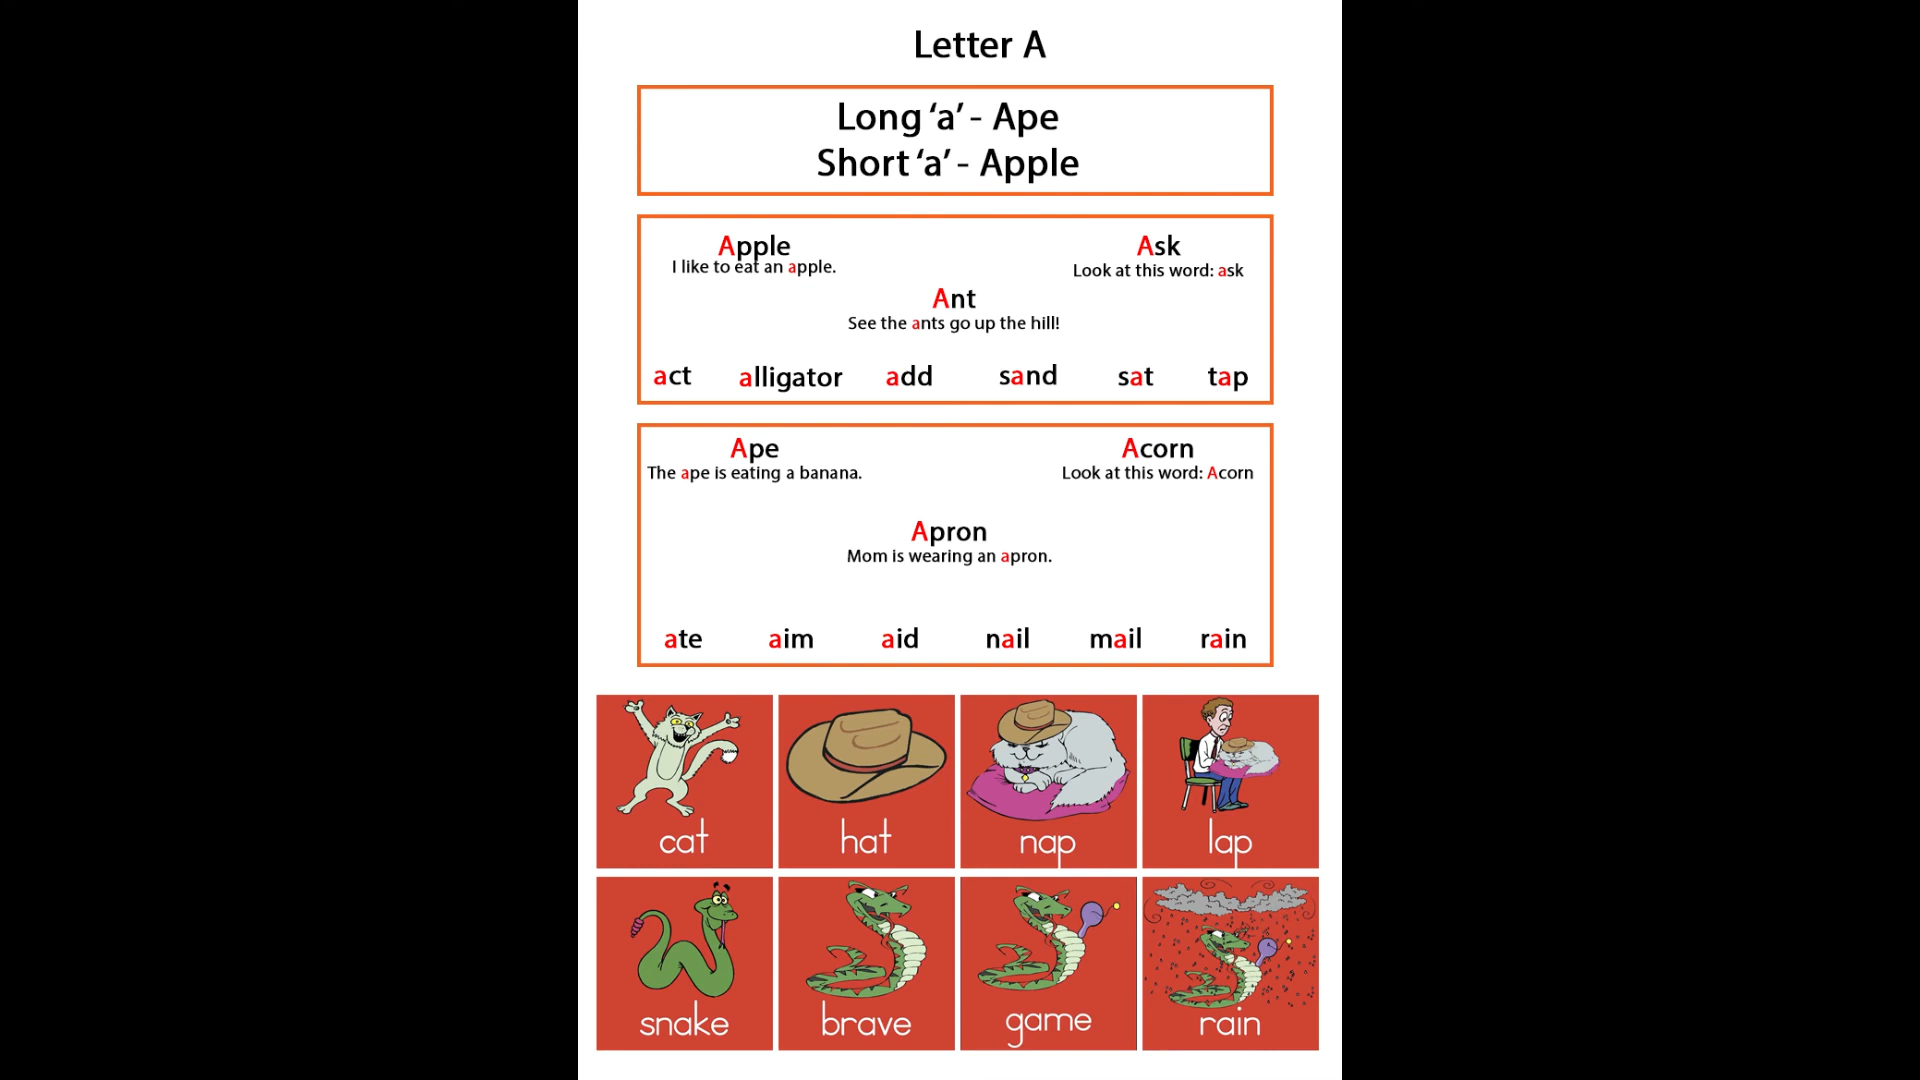 Letter A
Long ‘a’ - Ape
Short ‘a’ - Apple
Apple
I like to eat an apple.
Ask
Look at this word: ask
Ant
See the ants go up the hill!
act alligator add sand sat tap
Ape
The ape is eating a banana.
Acorn
Look at this word: Acorn
Apron
Mom is wearing an apron.
ate aim aid nail mail rain
cat hat nap lap
snake brave game rain